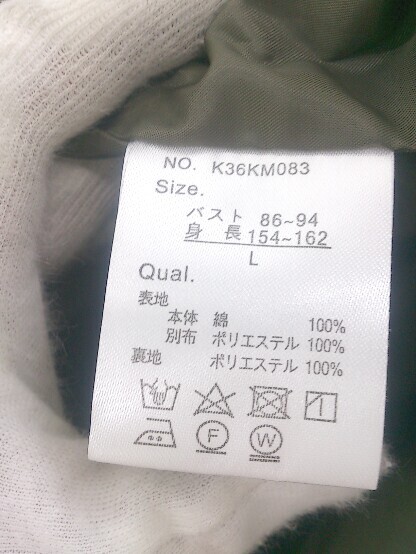 NO. K36KM083
Size.
バスト 86~94
身 長 154~162
L
Qual.
表地
本体 綿 100%
別布 ポリエステル 100%
裏地 ポリエステル 100%
F W